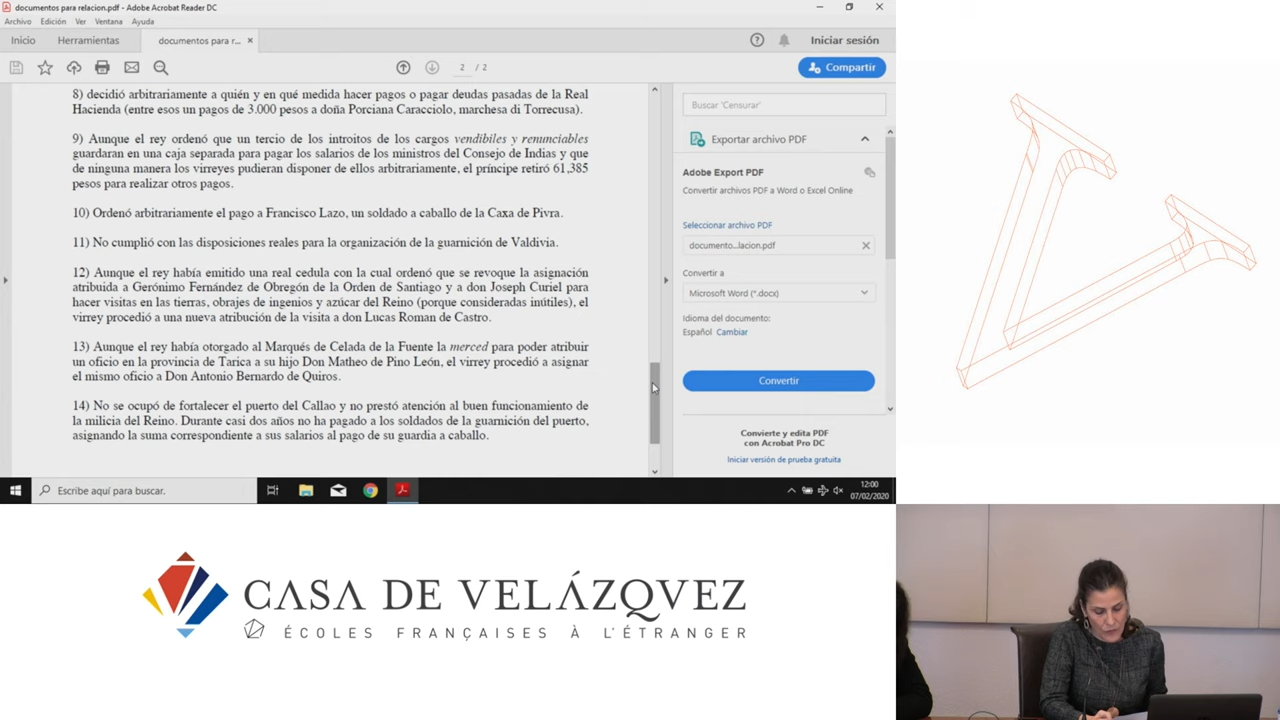 documentos para relacion.pdf - Adobe Acrobat Reader DC
Archivo Edición Ver Ventana Ayuda
Inicio Herramientas documentos para r... × Iniciar sesión
2 / 2 Compartir
8) decidió arbitrariamente a quién y en qué medida hacer pagos o pagar deudas pasadas de la Real
Hacienda (entre esos un pagos de 3.000 pesos a doña Porciana Caracciolo, marchesa di Torrecusa).
9) Aunque el rey ordenó que un tercio de los introitos de los cargos vendibiles y renunciables
guardaran en una caja separada para pagar los salarios de los ministros del Consejo de Indias y que
de ninguna manera los virreyes pudieran disponer de ellos arbitrariamente, el príncipe retiró 61,385
pesos para realizar otros pagos.
10) Ordenó arbitrariamente el pago a Francisco Lazo, un soldado a caballo de la Caxa de Pivra.
11) No cumplió con las disposiciones reales para la organización de la guarnición de Valdivia.
12) Aunque el rey había emitido una real cedula con la cual ordenó que se revoque la asignación
atribuida a Gerónimo Fernández de Obregón de la Orden de Santiago y a don Joseph Curiel para
hacer visitas en las tierras, obrajes de ingenios y azúcar del Reino (porque consideradas inútiles), el
virrey procedió a una nueva atribución de la visita a don Lucas Roman de Castro.
13) Aunque el rey había otorgado al Marqués de Celada de la Fuente la merced para poder atribuir
un oficio en la provincia de Tarica a su hijo Don Matheo de Pino León, el virrey procedió a asignar
el mismo oficio a Don Antonio Bernardo de Quiros.
14) No se ocupó de fortalecer el puerto del Callao y no prestó atención al buen funcionamiento de
la milicia del Reino. Durante casi dos años no ha pagado a los soldados de la guarnición del puerto,
asignando la suma correspondiente a sus salarios al pago de su guardia a caballo.
Buscar 'Censurar'
Exportar archivo PDF
Adobe Export PDF
Convertir archivos PDF a Word o Excel Online
Seleccionar archivo PDF
documento...lacion.pdf
Convertir a
Microsoft Word (*.docx)
Idioma del documento:
Español Cambiar
Convertir
Convierte y edita PDF
con Acrobat Pro DC
Iniciar versión de prueba gratuita
Escribe aquí para buscar.
12:00
07/02/2020
CASA DE VELÁZQVEZ
ÉCOLES FRANÇAISES À L'ÉTRANGER